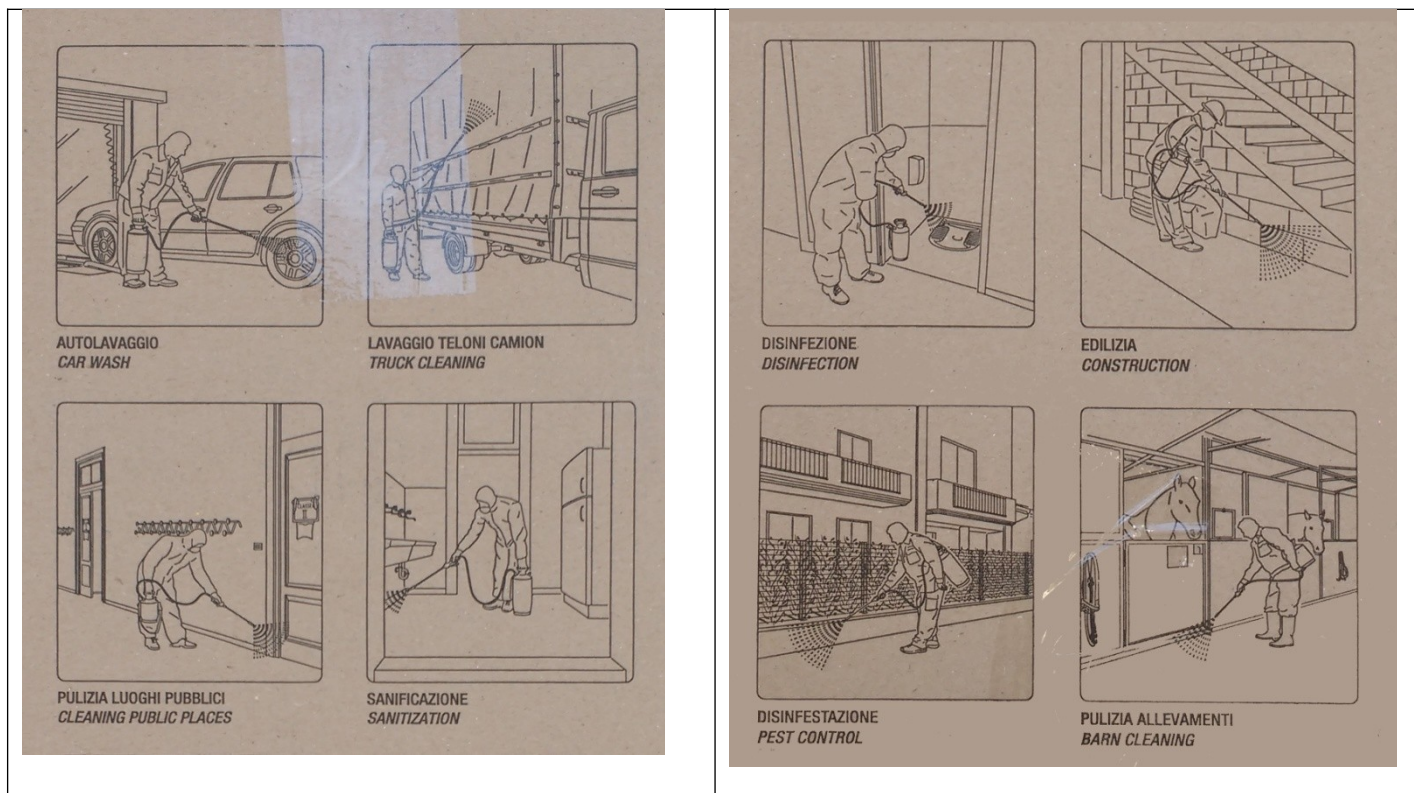 AUTOLAVAGGIO
CAR WASH
LAVAGGIO TELONI CAMION
TRUCK CLEANING
PULIZIA LUOGHI PUBBLICI
CLEANING PUBLIC PLACES
SANIFICAZIONE
SANITIZATION
DISINFEZIONE
DISINFECTION
EDILIZIA
CONSTRUCTION
DISINFESTAZIONE
PEST CONTROL
PULIZIA ALLEVAMENTI
BARN CLEANING